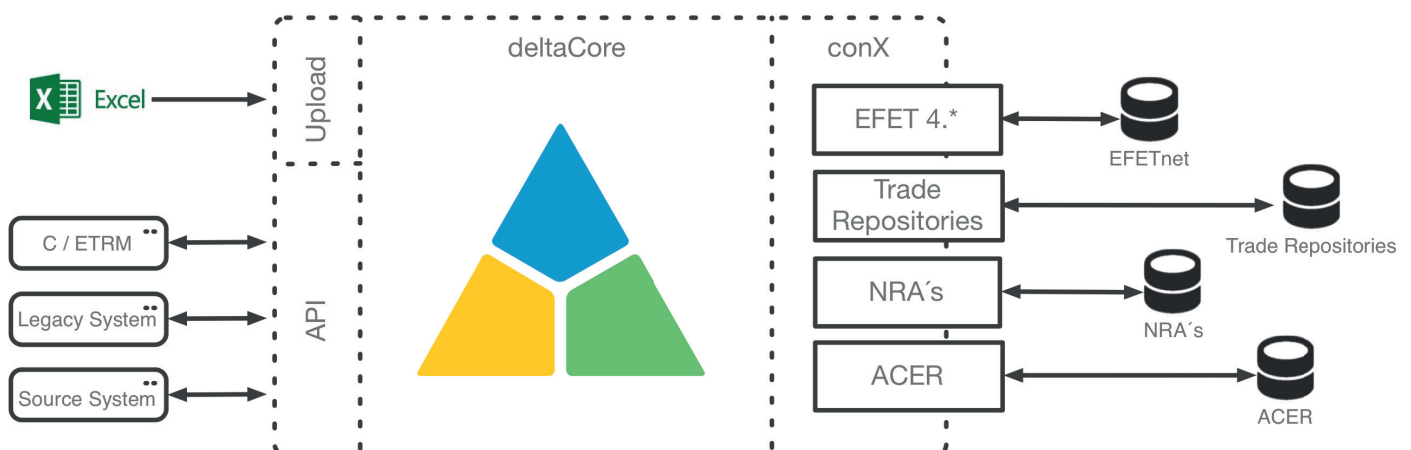 deltaCore
conX
Upload
X
Excel
EFET 4.*
EFETnet
Trade
Repositories
Trade Repositories
C / ETRM
API
NRA´s
NRA´s
Legacy System
ACER
ACER
Source System